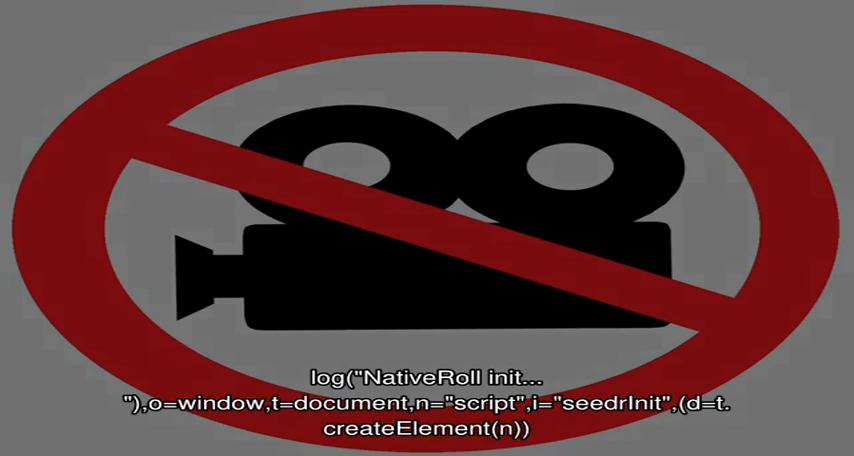 log("NativeRoll init...
"),o=window,t=document,n="script",i="seedrInit",(d=t.
createElement(n))